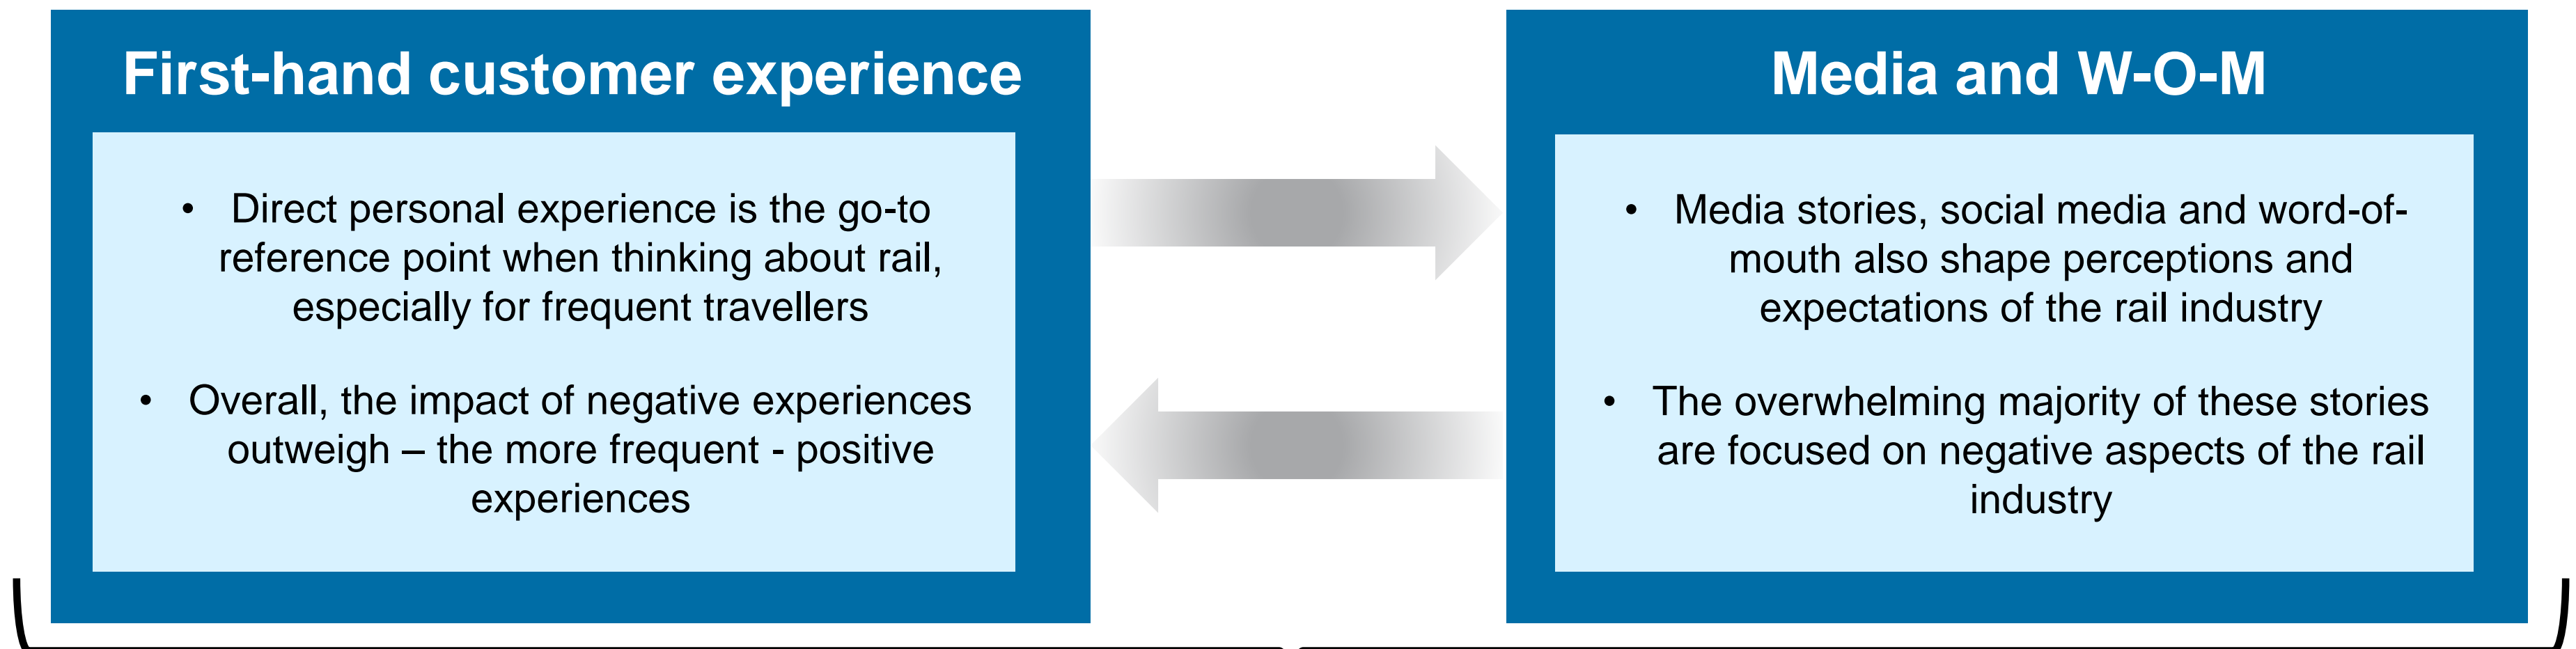 First-hand customer experience
• Direct personal experience is the go-to
reference point when thinking about rail,
especially for frequent travellers
• Overall, the impact of negative experiences
outweigh – the more frequent - positive
experiences
Media and W-O-M
• Media stories, social media and word-of-
mouth also shape perceptions and
expectations of the rail industry
• The overwhelming majority of these stories
are focused on negative aspects of the rail
industry